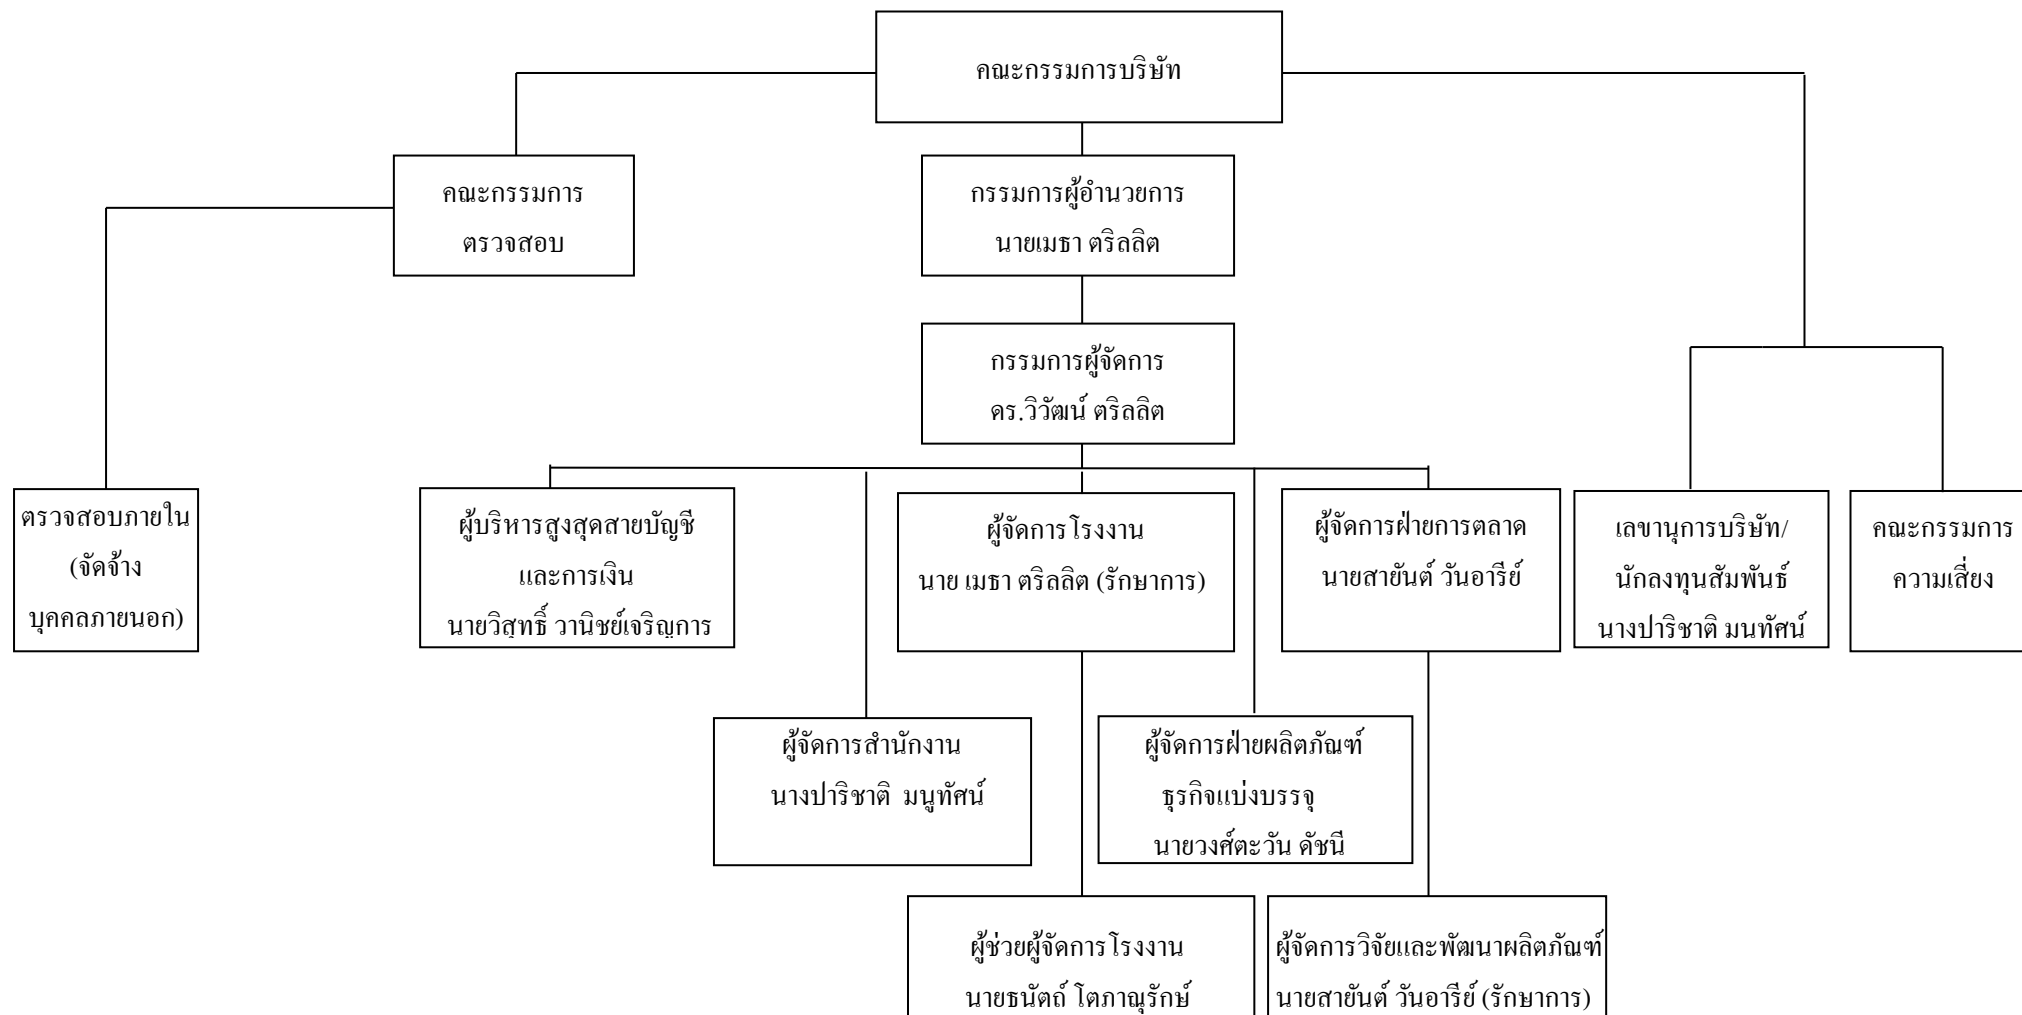 คณะกรรมการบริษัท
คณะกรรมการ
ตรวจสอบ
กรรมการผู้อำนวยการ
นายเมธา ตริลลิต
กรรมการผู้จัดการ
ดร.วิวัฒน์ ตริลลิต
ตรวจสอบภายใน
(จัดจ้าง
บุคคลภายนอก)
ผู้บริหารสูงสุดสายบัญชี
และการเงิน
นายวิสุทธิ์ วานิชย์เจริญการ
ผู้จัดการโรงงาน
นาย เมธา ตริลลิต (รักษาการ)
ผู้จัดการฝ่ายการตลาด
นายสายันต์ วันอารีย์
เลขานุการบริษัท/
นักลงทุนสัมพันธ์
นางปาริชาติ มนูทัศน์
คณะกรรมการ
ความเสี่ยง
ผู้จัดการสำนักงาน
นางปาริชาติ มนูทัศน์
ผู้จัดการฝ่ายผลิตภัณฑ์
ธุรกิจแบ่งบรรจุ
นายวงศ์ตะวัน ดัชนี
ผู้ช่วยผู้จัดการโรงงาน
นายธนัตถ์ โตภาณุรักษ์
ผู้จัดการวิจัยและพัฒนาผลิตภัณฑ์
นายสายันต์ วันอารีย์ (รักษาการ)